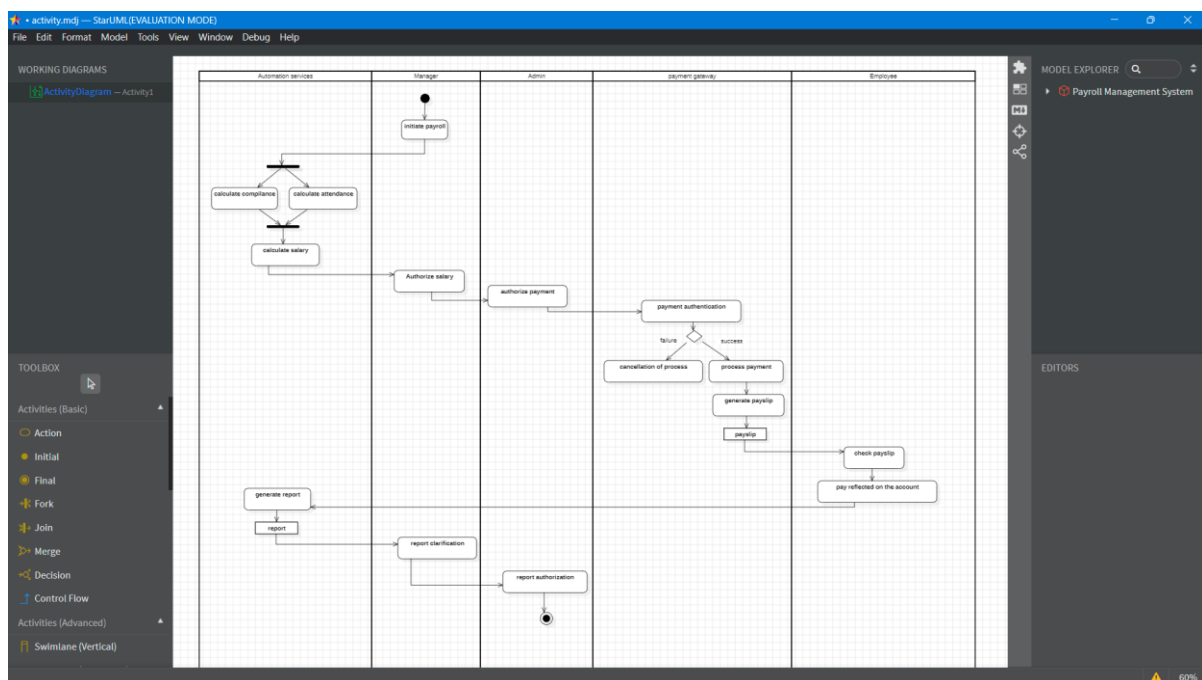 • activity.mdj — StarUML(EVALUATION MODE)
File Edit Format Model Tools View Window Debug Help
WORKING DIAGRAMS
ActivityDiagram — Activity1
TOOLBOX
Activities (Basic)
Action
Initial
Final
Fork
Join
Merge
Decision
Control Flow
Activities (Advanced)
Swimlane (Vertical)
Automation services Manager Admin payment gateway Employee
initiate payroll
calculate compliance calculate attendance
calculate salary
Authorize salary
authorize payment
payment authentication
failure success
cancellation of process process payment
generate payslip
payslip
check payslip
pay reflected on the account
generate report
report
report clarification
report authorization
MODEL EXPLORER
Payroll Management System
EDITORS
60%